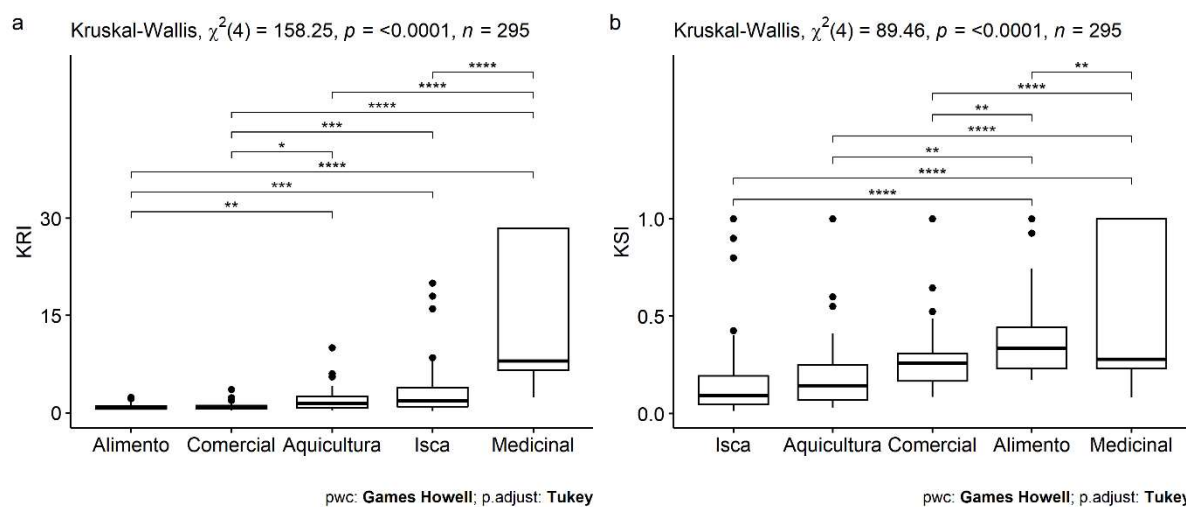 a
Kruskal-Wallis, χ²(4) = 158.25, p = <0.0001, n = 295
****
****
****
***
*
****
***
**
30
15
0
KRI
Alimento Comercial Aquicultura Isca Medicinal
pwc: Games Howell; p.adjust: Tukey
b
Kruskal-Wallis, χ²(4) = 89.46, p = <0.0001, n = 295
**
****
**
****
**
****
****
1.0
0.5
0.0
KSI
Isca Aquicultura Comercial Alimento Medicinal
pwc: Games Howell; p.adjust: Tukey